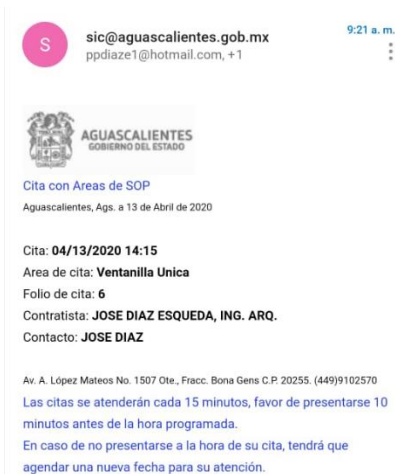 S
sic@aguascalientes.gob.mx
9:21 a. m.
ppdiaze1@hotmail.com, +1
AGUASCALIENTES
GOBIERNO DEL ESTADO
Cita con Areas de SOP
Aguascalientes, Ags. a 13 de Abril de 2020
Cita: 04/13/2020 14:15
Area de cita: Ventanilla Unica
Folio de cita: 6
Contratista: JOSE DIAZ ESQUEDA, ING. ARQ.
Contacto: JOSE DIAZ
Av. A. López Mateos No. 1507 Ote., Fracc. Bona Gens C.P. 20255. (449)9102570
Las citas se atenderán cada 15 minutos, favor de presentarse 10
minutos antes de la hora programada.
En caso de no presentarse a la hora de su cita, tendrá que
agendar una nueva fecha para su atención.